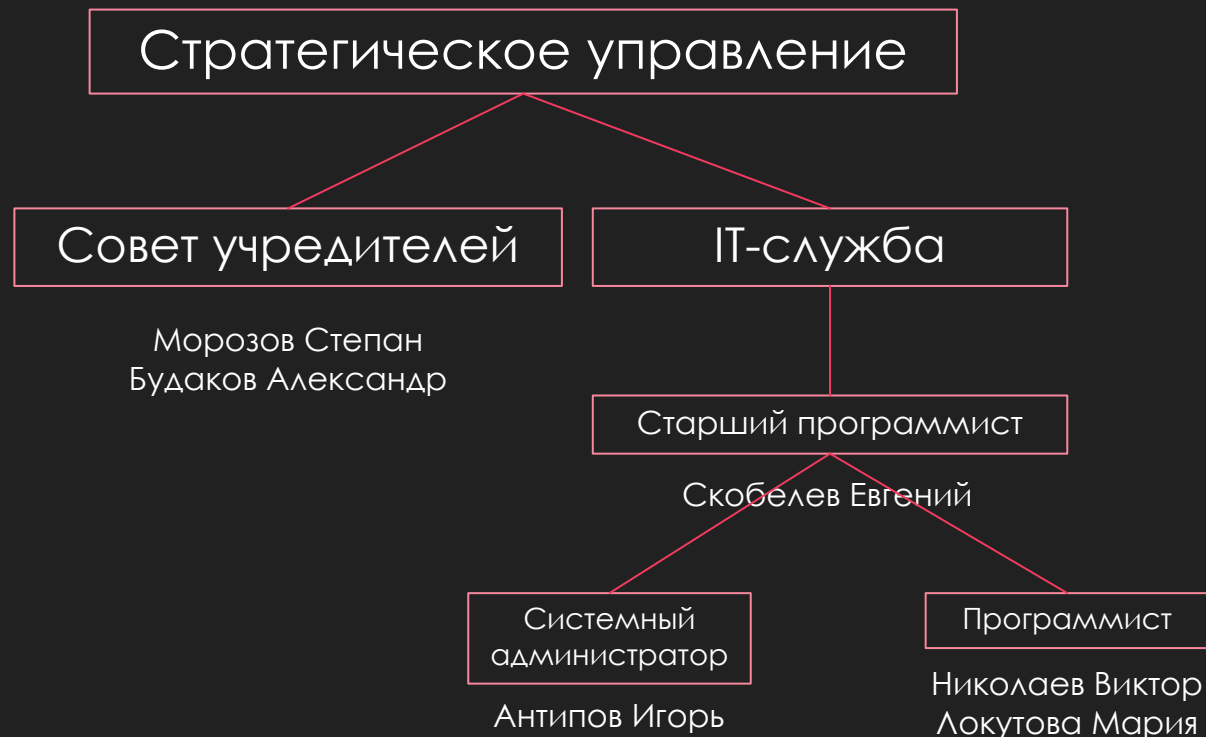 Стратегическое управление
Совет учредителей
IT-служба
Морозов Степан
Будаков Александр
Старший программист
Скобелев Евгений
Системный
администратор
Программист
Антипов Игорь
Николаев Виктор
Локутова Мария